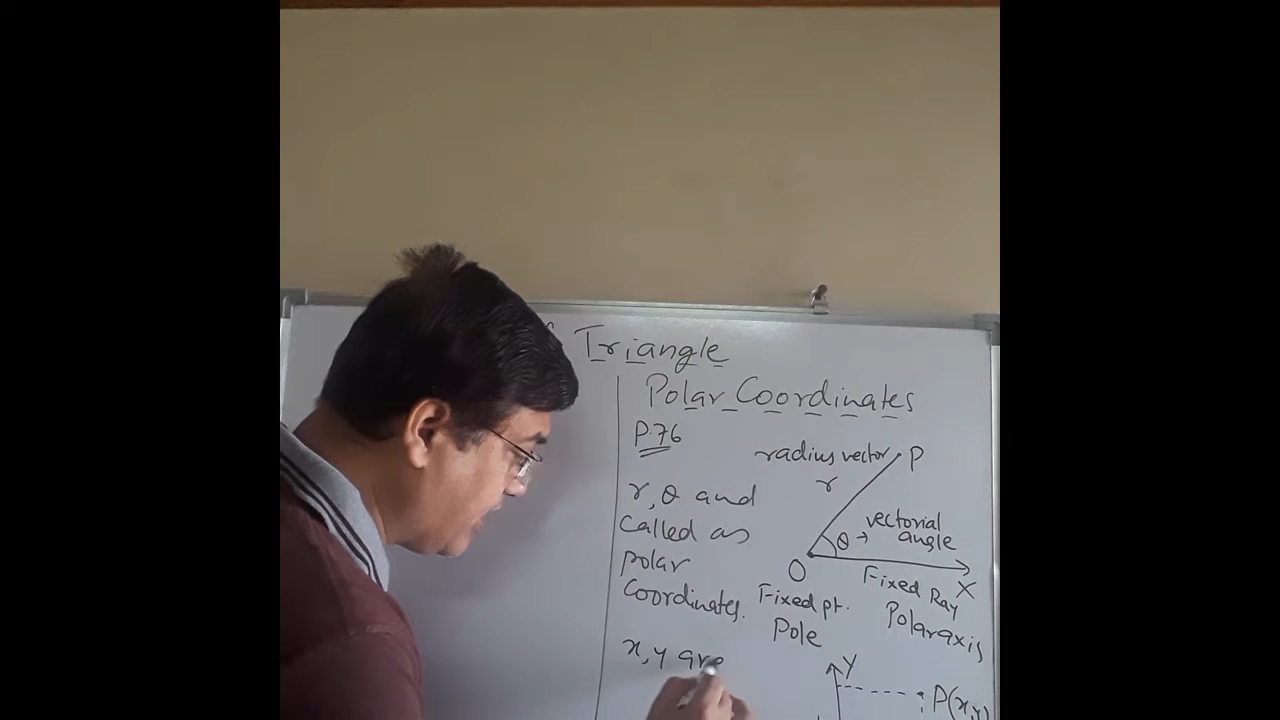 Triangle
Polar Coordinates
P.76
r, θ and
called as
polar
coordinates.
radius vector
P
r
θ → vectorial
angle
O
X
Fixed pt.
Pole
Fixed Ray
Polar axis
x, y are
Y
P(x,y)